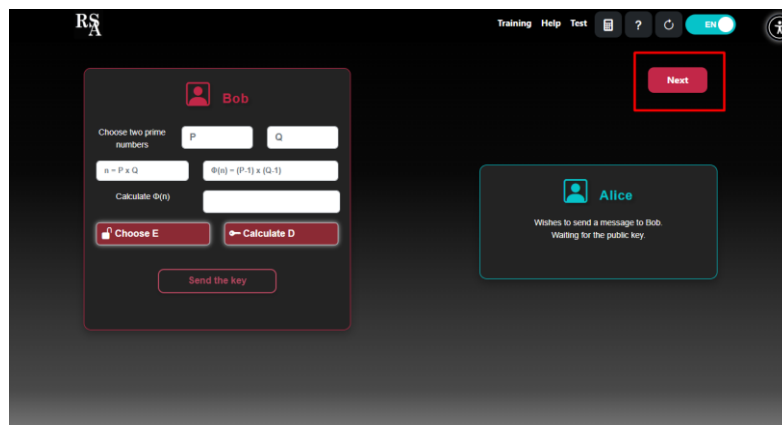 RSA
Training Help Test ? EN
Next
Bob
Choose two prime
numbers
P
Q
n = P x Q
Φ(n) = (P-1) x (Q-1)
Calculate Φ(n)
Choose E
Calculate D
Send the key
Alice
Wishes to send a message to Bob.
Waiting for the public key.